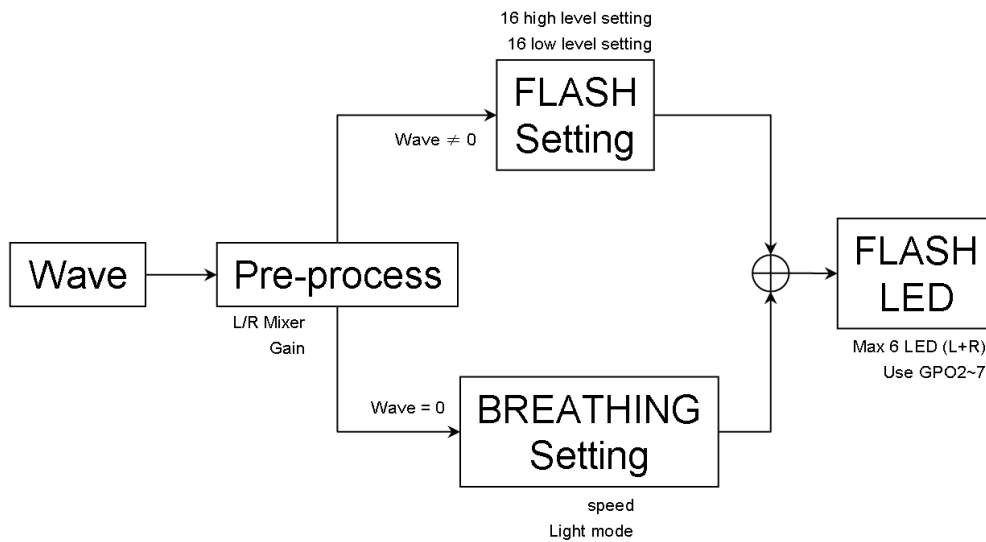 16 high level setting
16 low level setting
FLASH
Setting
Wave ≠ 0
Wave
Pre-process
L/R Mixer
Gain
FLASH
LED
Max 6 LED (L+R)
Use GPO2~7
Wave = 0
BREATHING
Setting
speed
Light mode